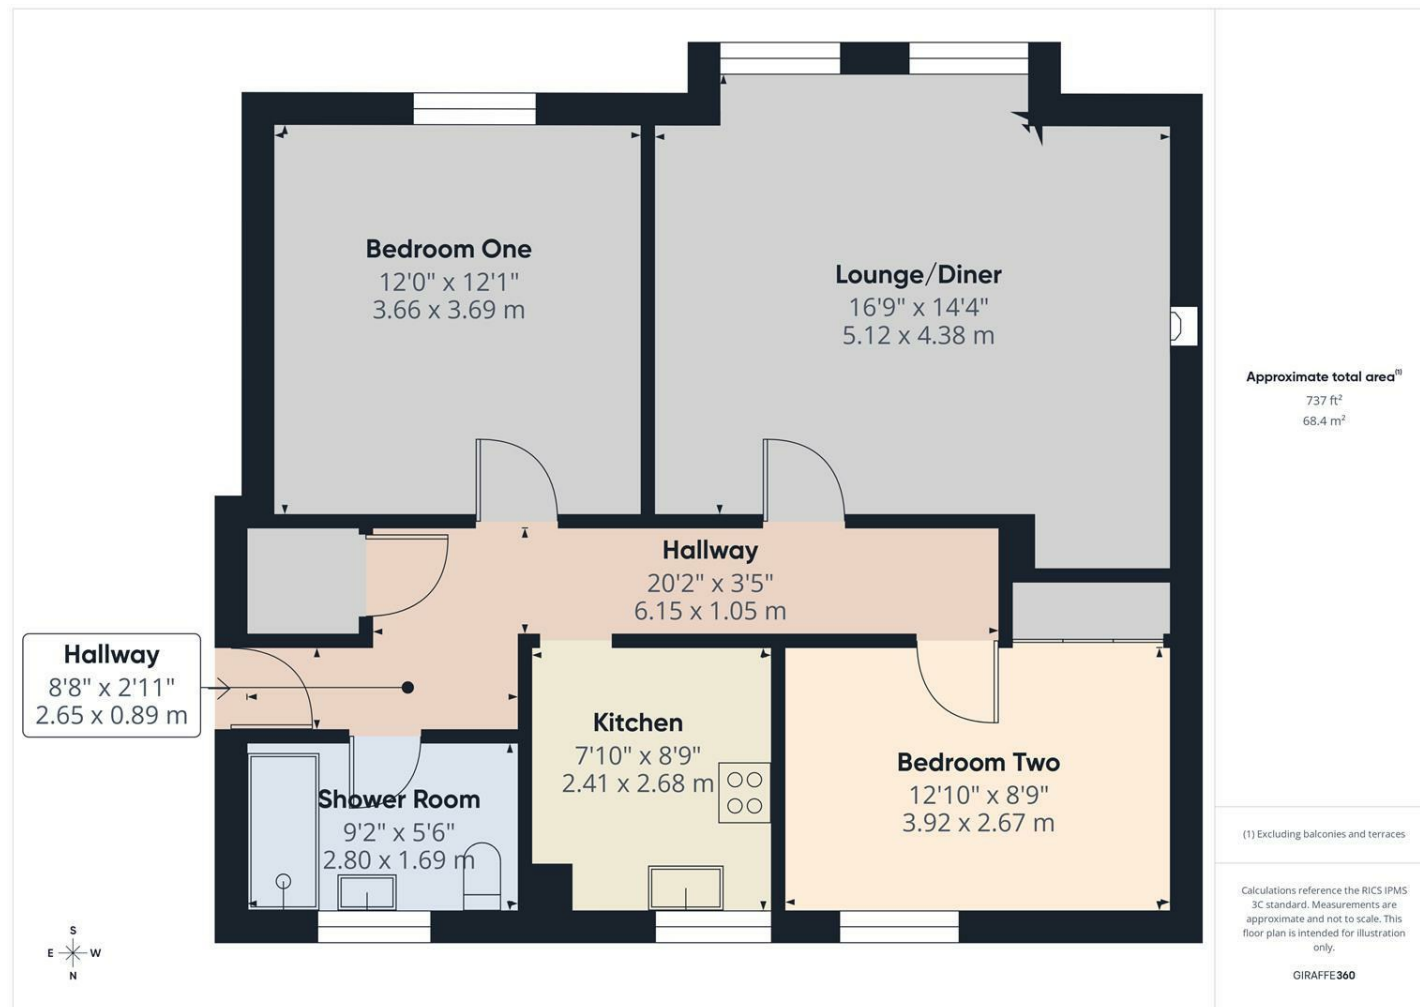 Bedroom One
12'0" x 12'1"
3.66 x 3.69 m
Lounge/Diner
16'9" x 14'4"
5.12 x 4.38 m
Hallway
20'2" x 3'5"
6.15 x 1.05 m
Hallway
8'8" x 2'11"
2.65 x 0.89 m
Kitchen
7'10" x 8'9"
2.41 x 2.68 m
Bedroom Two
12'10" x 8'9"
3.92 x 2.67 m
Shower Room
9'2" x 5'6"
2.80 x 1.69 m
S
E W
N
Approximate total area(1)
737 ft²
68.4 m²
(1) Excluding balconies and terraces
Calculations reference the RICS IPMS
3C standard. Measurements are
approximate and not to scale. This
floor plan is intended for illustration
only.
GIRAFFE360